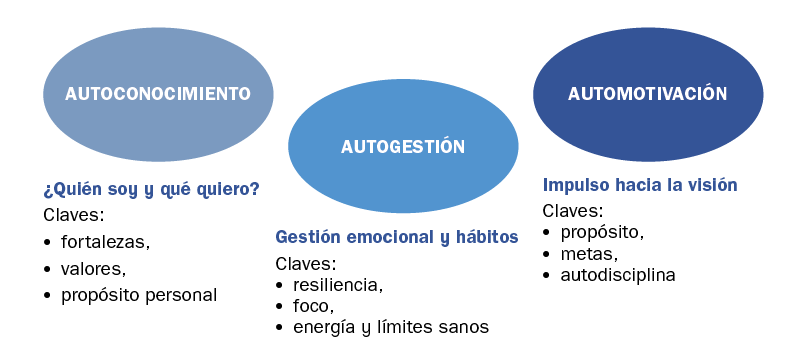 AUTOCONOCIMIENTO
¿Quién soy y qué quiero?
Claves:
• fortalezas,
• valores,
• propósito personal
AUTOGESTIÓN
Gestión emocional y hábitos
Claves:
• resiliencia,
• foco,
• energía y límites sanos
AUTOMOTIVACIÓN
Impulso hacia la visión
Claves:
• propósito,
• metas,
• autodisciplina